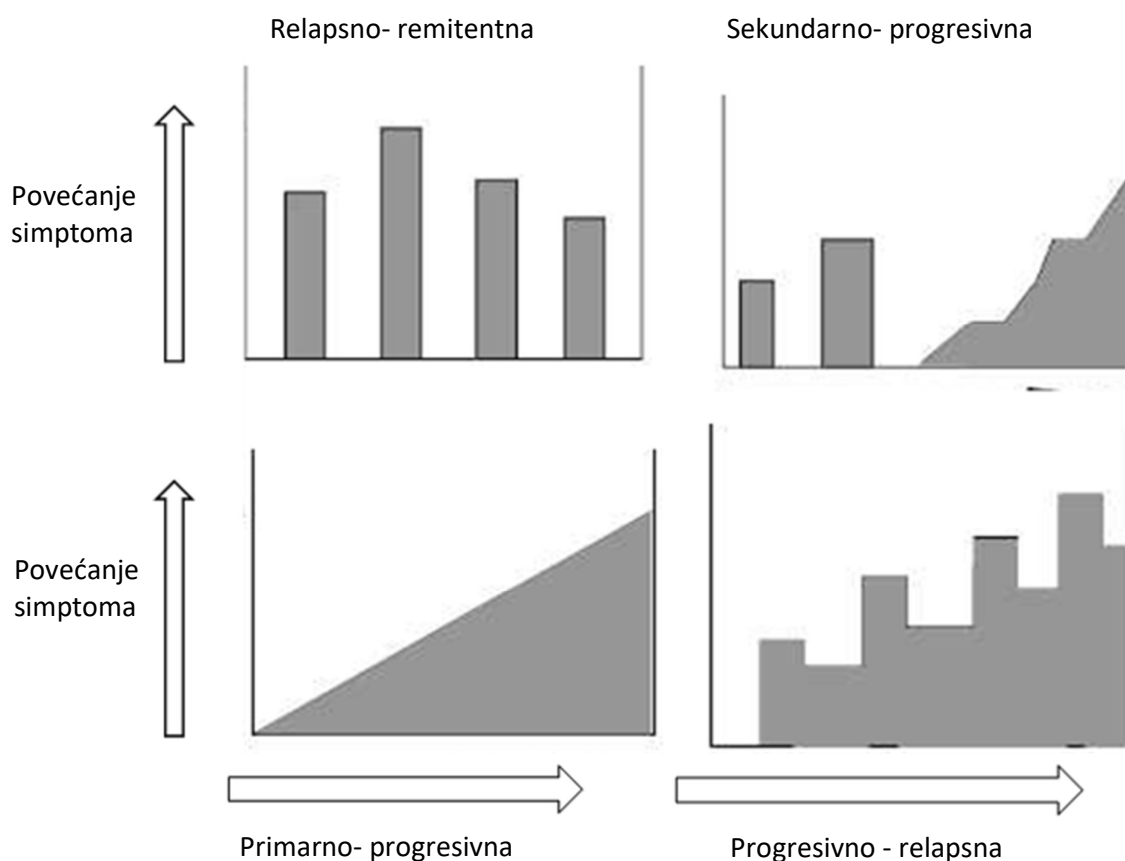 Relapsno- remitentna
Sekundarno- progresivna
Povećanje
simptoma
Povećanje
simptoma
Primarno- progresivna
Progresivno - relapsna